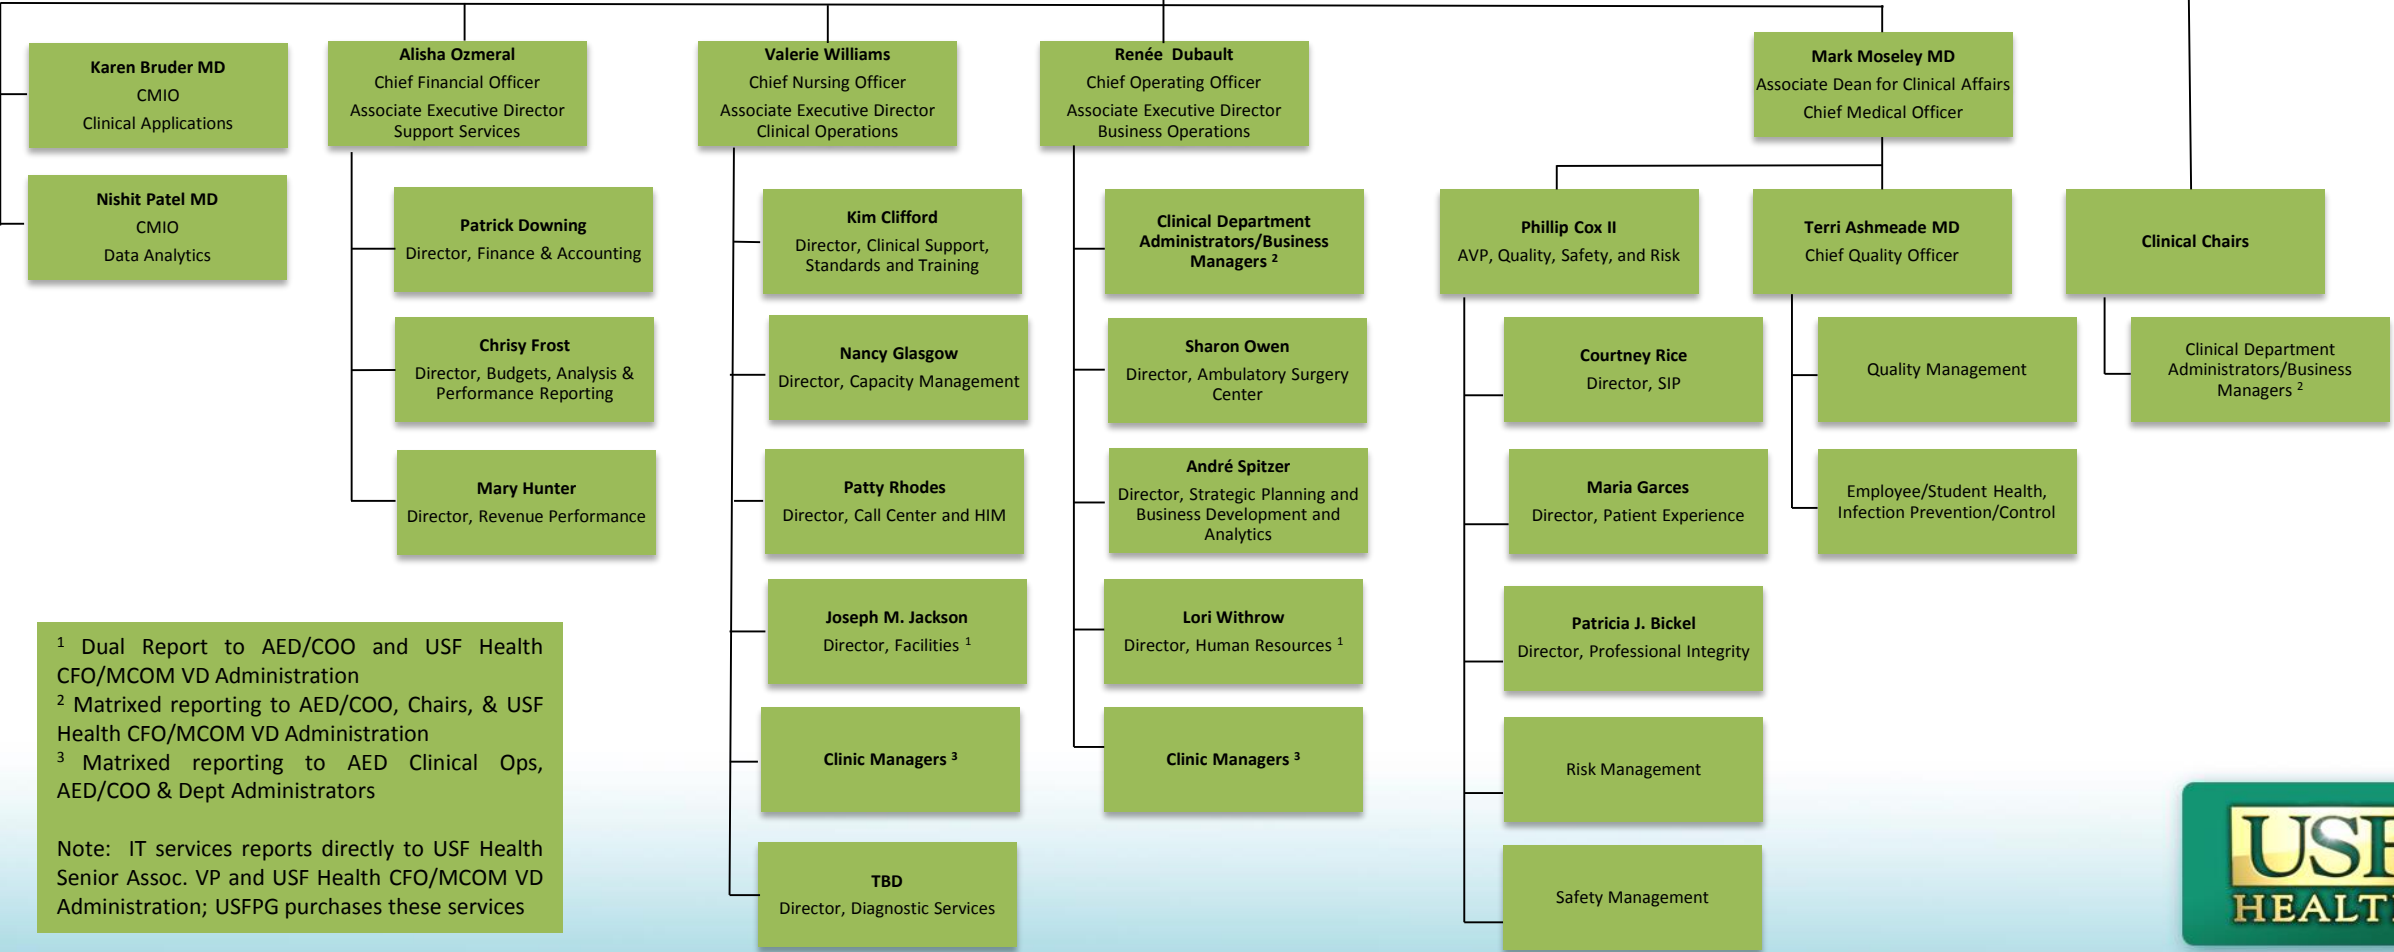 Karen Bruder MD
CMIO
Clinical Applications
Nishit Patel MD
CMIO
Data Analytics
Alisha Ozmeral
Chief Financial Officer
Associate Executive Director
Support Services
Patrick Downing
Director, Finance & Accounting
Chrisy Frost
Director, Budgets, Analysis &
Performance Reporting
Mary Hunter
Director, Revenue Performance
Valerie Williams
Chief Nursing Officer
Associate Executive Director
Clinical Operations
Kim Clifford
Director, Clinical Support,
Standards and Training
Nancy Glasgow
Director, Capacity Management
Patty Rhodes
Director, Call Center and HIM
Joseph M. Jackson
Director, Facilities ¹
Clinic Managers ³
TBD
Director, Diagnostic Services
Renée Dubault
Chief Operating Officer
Associate Executive Director
Business Operations
Clinical Department
Administrators/Business
Managers ²
Sharon Owen
Director, Ambulatory Surgery
Center
André Spitzer
Director, Strategic Planning and
Business Development and
Analytics
Lori Withrow
Director, Human Resources ¹
Clinic Managers ³
Mark Moseley MD
Associate Dean for Clinical Affairs
Chief Medical Officer
Phillip Cox II
AVP, Quality, Safety, and Risk
Courtney Rice
Director, SIP
Maria Garces
Director, Patient Experience
Patricia J. Bickel
Director, Professional Integrity
Risk Management
Safety Management
Terri Ashmeade MD
Chief Quality Officer
Quality Management
Employee/Student Health,
Infection Prevention/Control
Clinical Chairs
Clinical Department
Administrators/Business
Managers ²
¹ Dual Report to AED/COO and USF Health
CFO/MCOM VD Administration
² Matrixed reporting to AED/COO, Chairs, & USF
Health CFO/MCOM VD Administration
³ Matrixed reporting to AED Clinical Ops,
AED/COO & Dept Administrators
Note: IT services reports directly to USF Health
Senior Assoc. VP and USF Health CFO/MCOM VD
Administration; USFPG purchases these services
USF
HEALTH